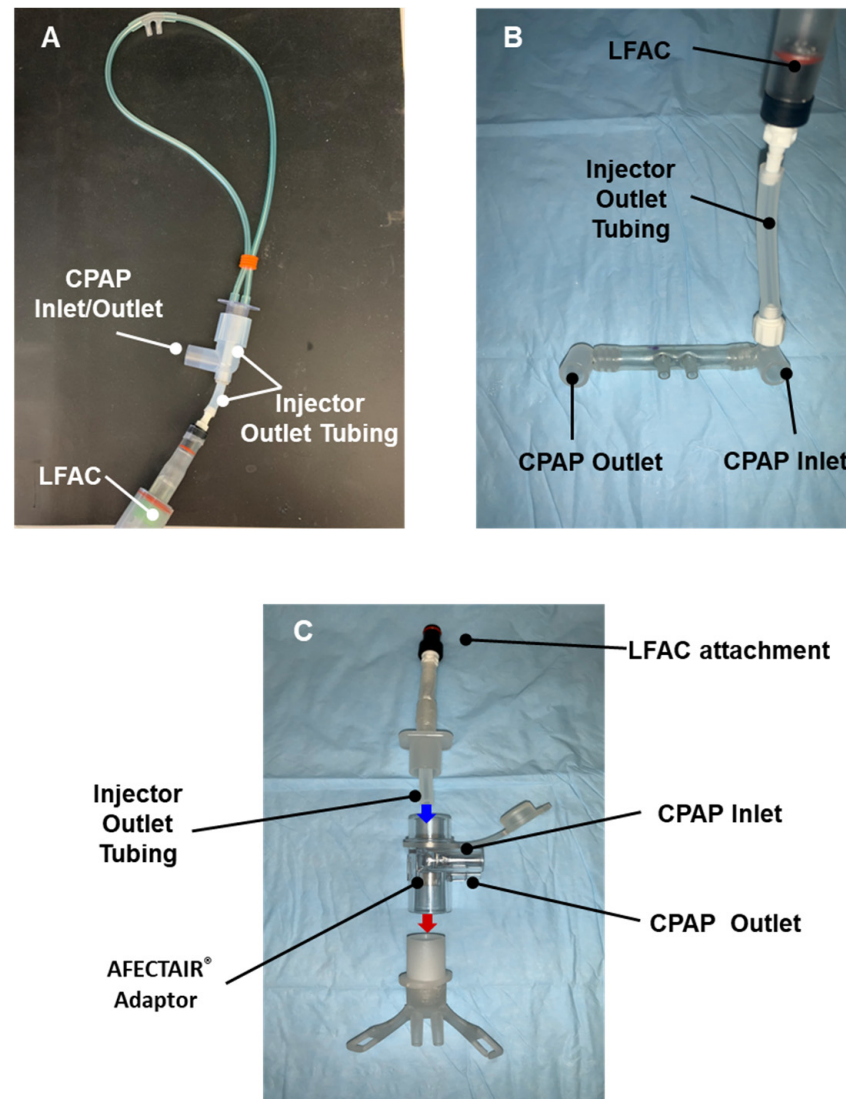 A
CPAP
Inlet/Outlet
Injector
Outlet Tubing
LFAC
B
LFAC
Injector
Outlet
Tubing
CPAP Outlet
CPAP Inlet
C
LFAC attachment
Injector
Outlet
Tubing
CPAP Inlet
CPAP Outlet
AFECTAIR®
Adaptor